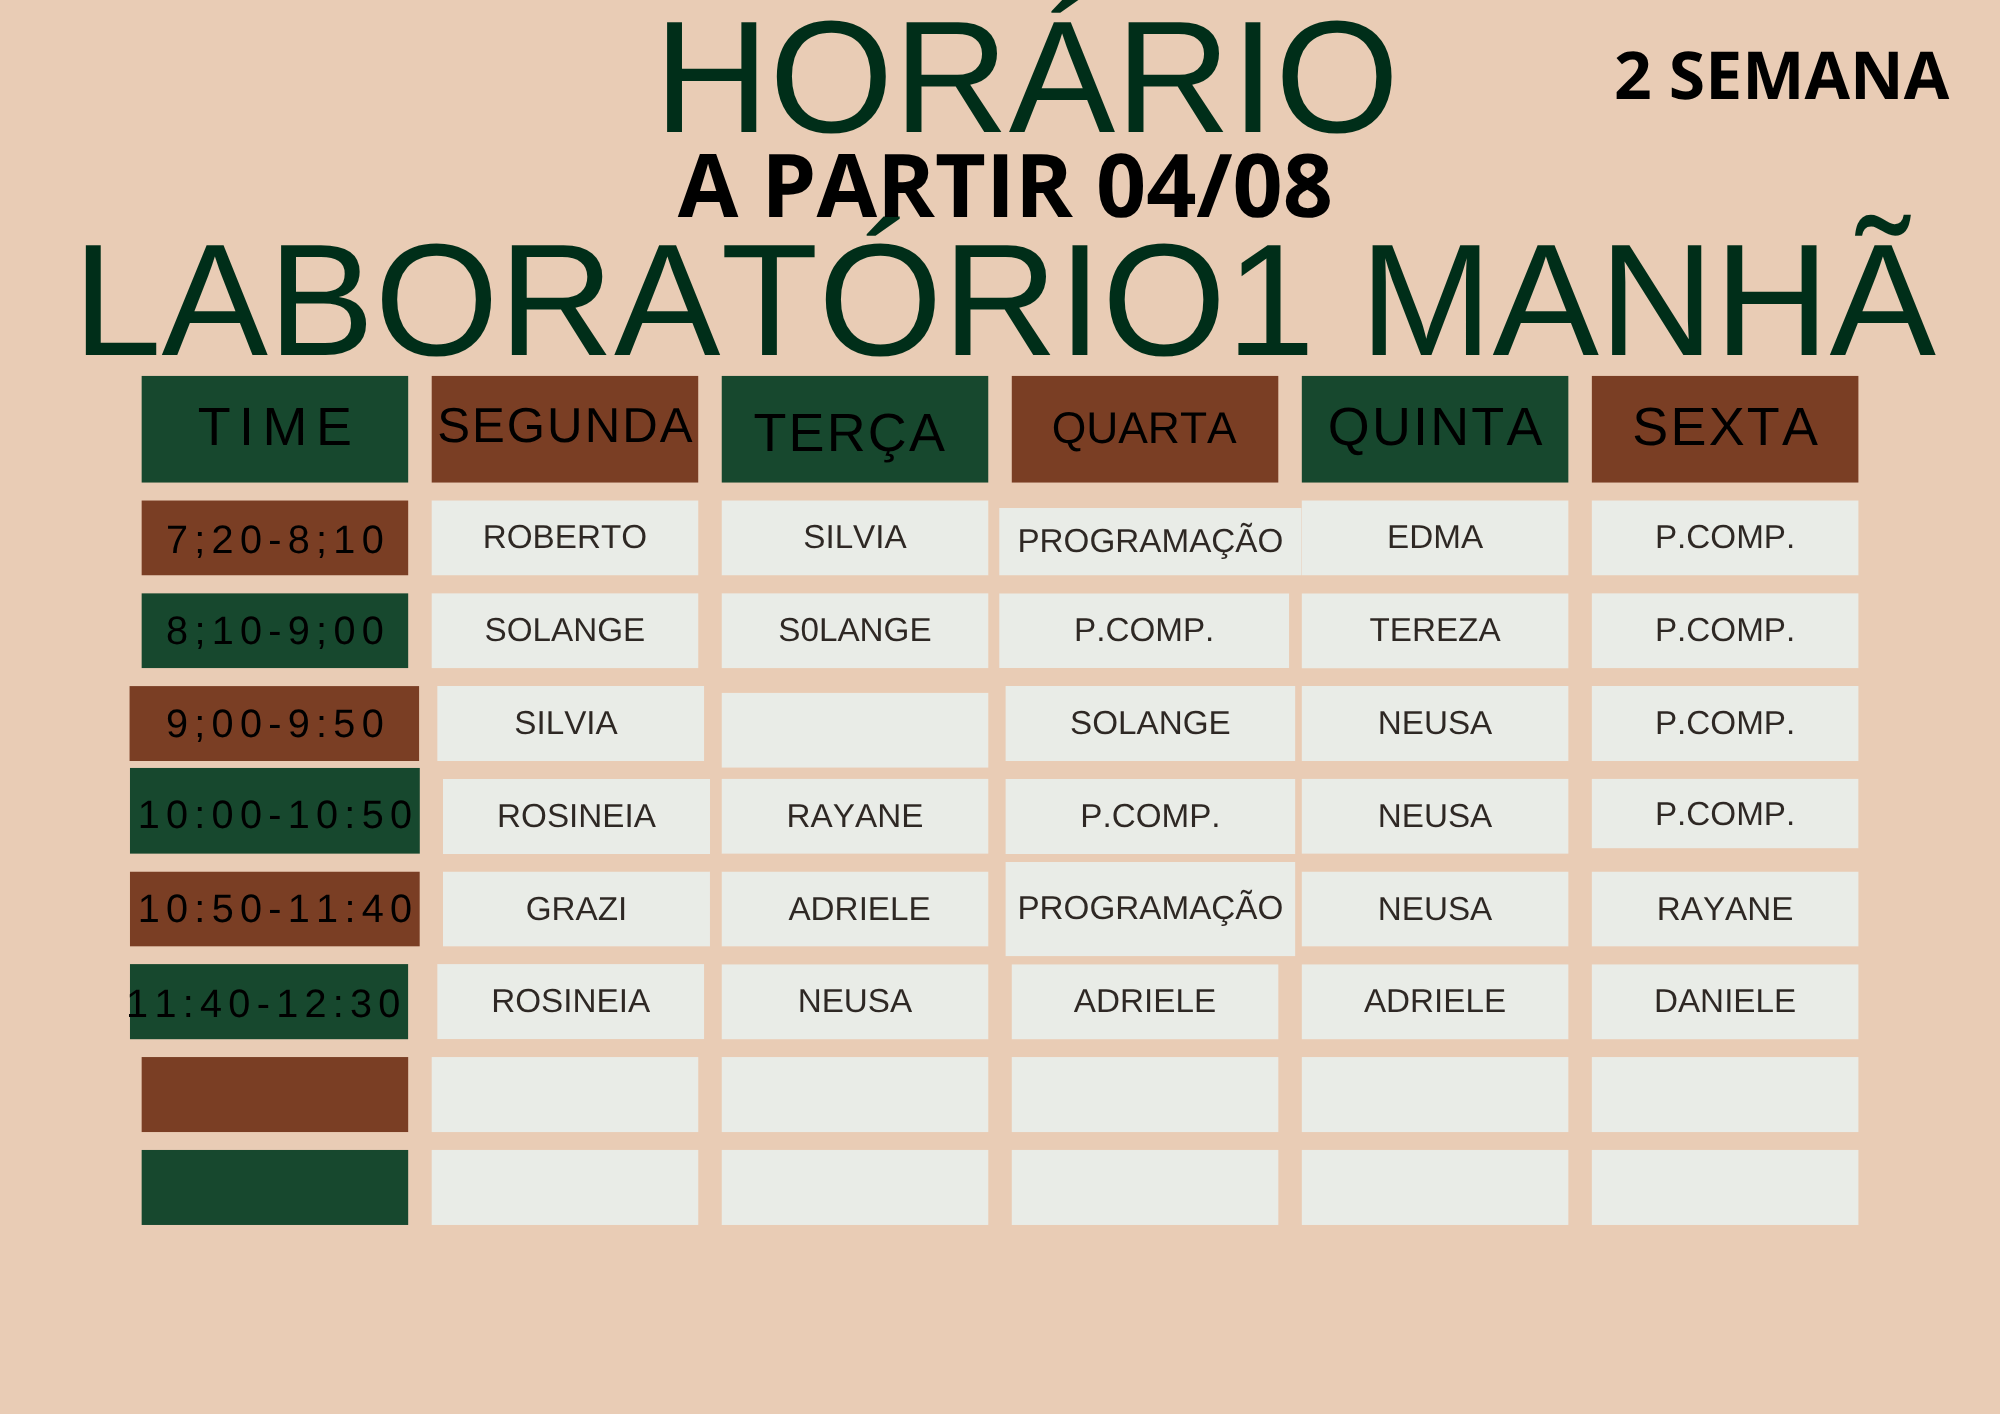 HORÁRIO
2 SEMANA
A PARTIR 04/08
LABORATÓRIO1 MANHÃ
TIME SEGUNDA TERÇA QUARTA QUINTA SEXTA
7;20-8;10 ROBERTO SILVIA PROGRAMAÇÃO EDMA P.COMP.
8;10-9;00 SOLANGE S0LANGE P.COMP. TEREZA P.COMP.
9;00-9:50 SILVIA SOLANGE NEUSA P.COMP.
10:00-10:50 ROSINEIA RAYANE P.COMP. NEUSA P.COMP.
10:50-11:40 GRAZI ADRIELE PROGRAMAÇÃO NEUSA RAYANE
11:40-12:30 ROSINEIA NEUSA ADRIELE ADRIELE DANIELE